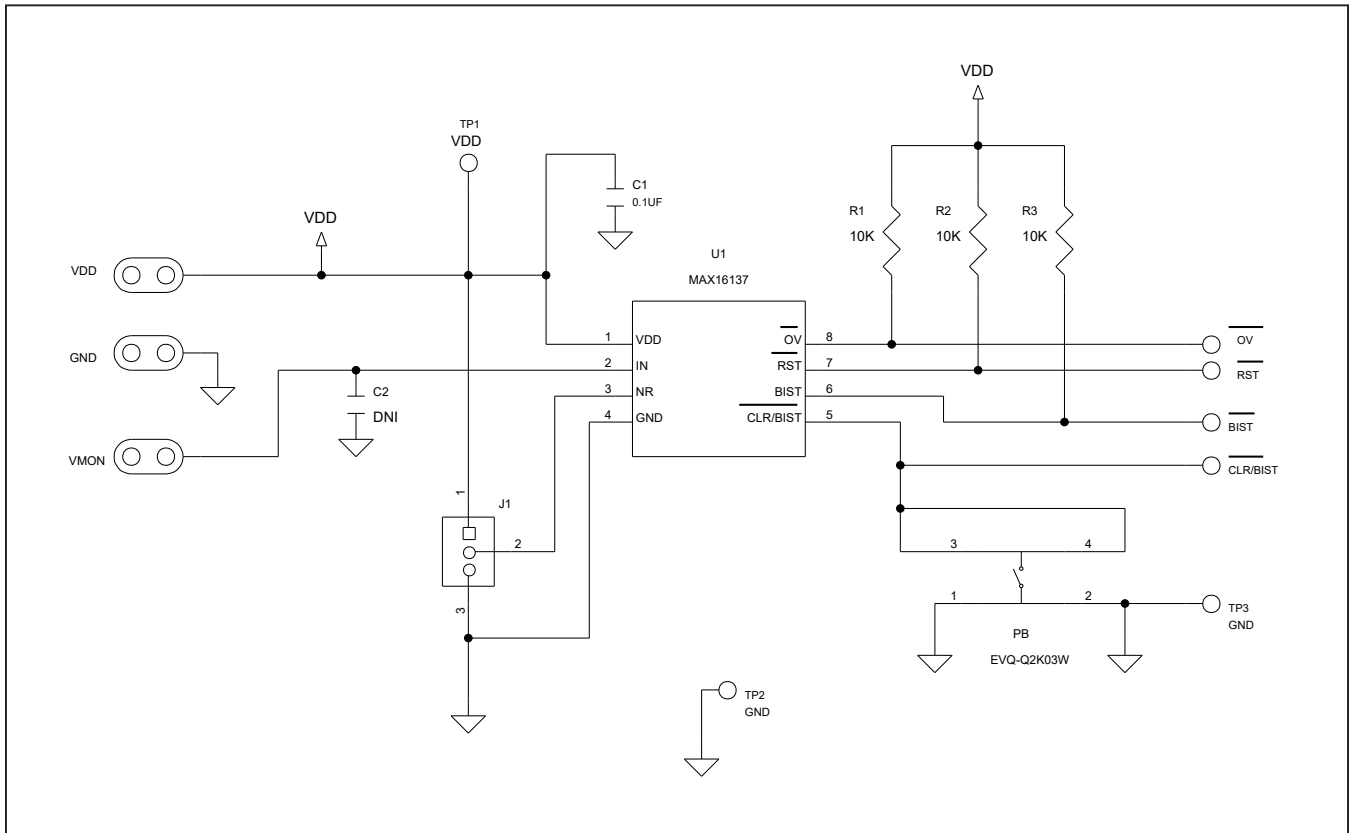 VDD
TP1
VDD
C1
0.1UF
R1
10K
R2
10K
R3
10K
VDD
U1
MAX16137
VDD
GND
VMON
C2
DNI
1 VDD
2 IN
3 NR
4 GND
OV 8
RST 7
BIST 6
CLR/BIST 5
OV
RST
BIST
CLR/BIST
1
J1
2
3
3
4
1
2
PB
EVQ-Q2K03W
TP3
GND
TP2
GND